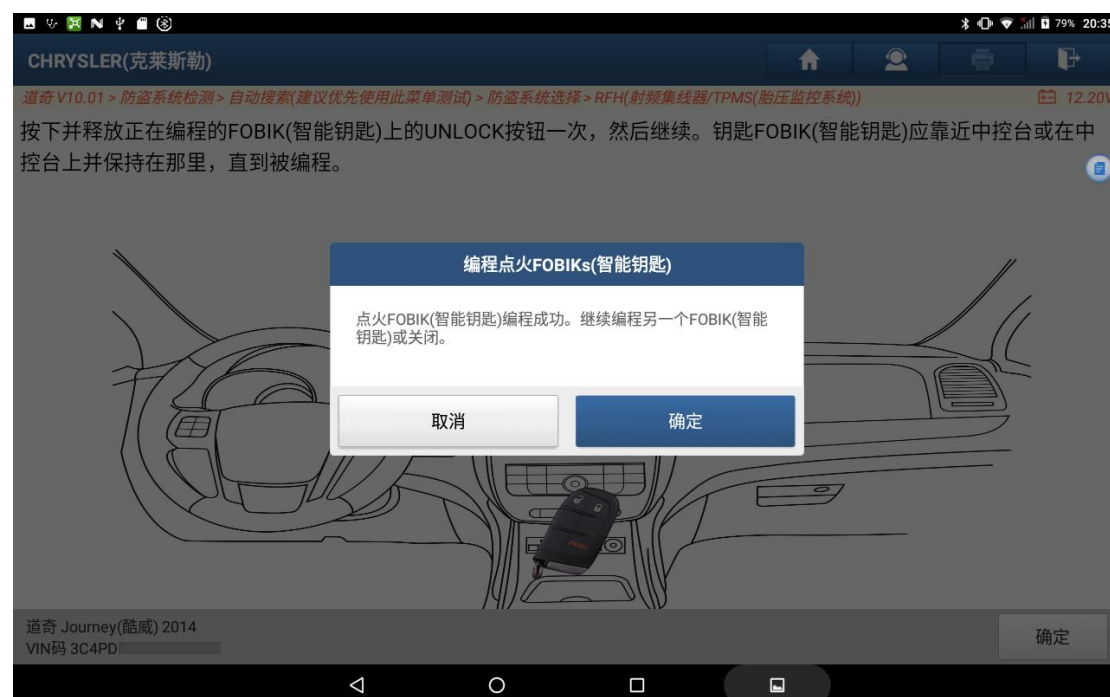 79% 20:35
CHRYSLER(克莱斯勒)
道奇 V10.01 > 防盗系统检测 > 自动搜索(建议优先使用此菜单测试) > 防盗系统选择 > RFH(射频集线器/TPMS(胎压监控系统))
12.20V
按下并释放正在编程的FOBIK(智能钥匙)上的UNLOCK按钮一次，然后继续。钥匙FOBIK(智能钥匙)应靠近中控台或在中
控台上并保持在那里，直到被编程。
编程点火FOBIKs(智能钥匙)
点火FOBIK(智能钥匙)编程成功。继续编程另一个FOBIK(智能
钥匙)或关闭。
取消
确定
PANIC
道奇 Journey(酷威) 2014
VIN码 3C4PD
确定